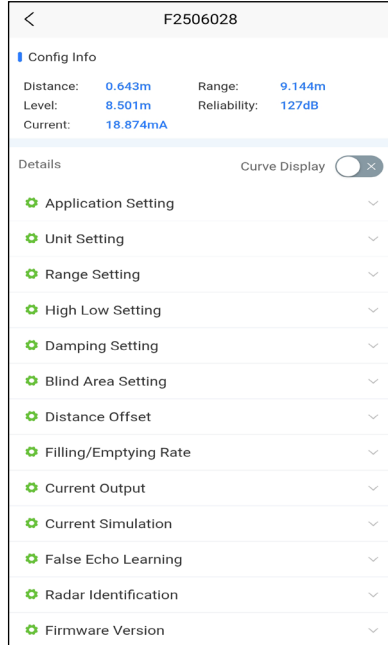 F2506028
Config Info
Distance: 0.643m Range: 9.144m
Level: 8.501m Reliability: 127dB
Current: 18.874mA
Details Curve Display
Application Setting
Unit Setting
Range Setting
High Low Setting
Damping Setting
Blind Area Setting
Distance Offset
Filling/Emptying Rate
Current Output
Current Simulation
False Echo Learning
Radar Identification
Firmware Version